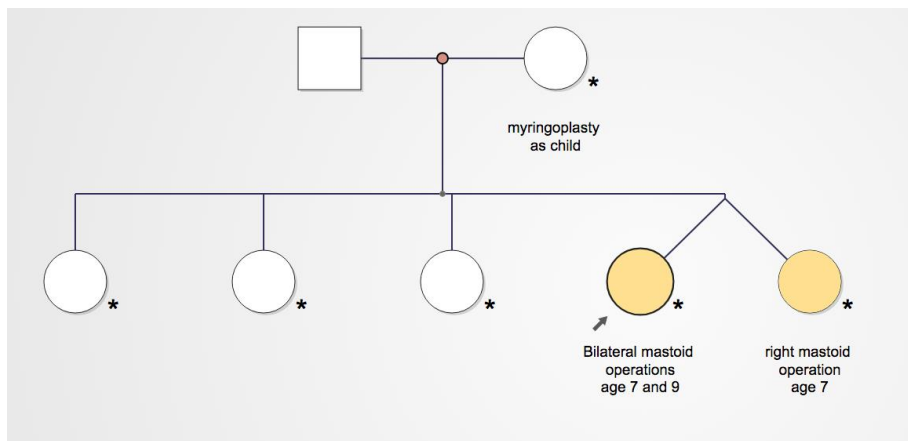 *
myringoplasty
as child
*
*
*
*
*
Bilateral mastoid
operations
age 7 and 9
right mastoid
operation
age 7